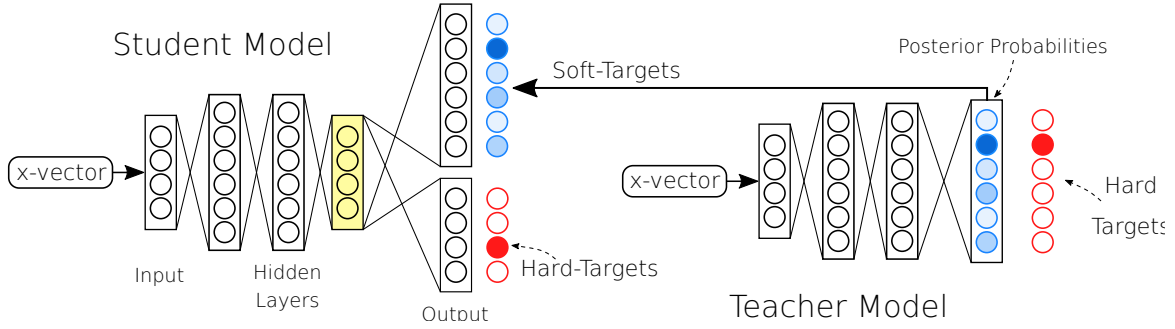 Student Model
x-vector
Input
Hidden
Layers
Output
Soft-Targets
Hard-Targets
Posterior Probabilities
x-vector
Hard
Targets
Teacher Model